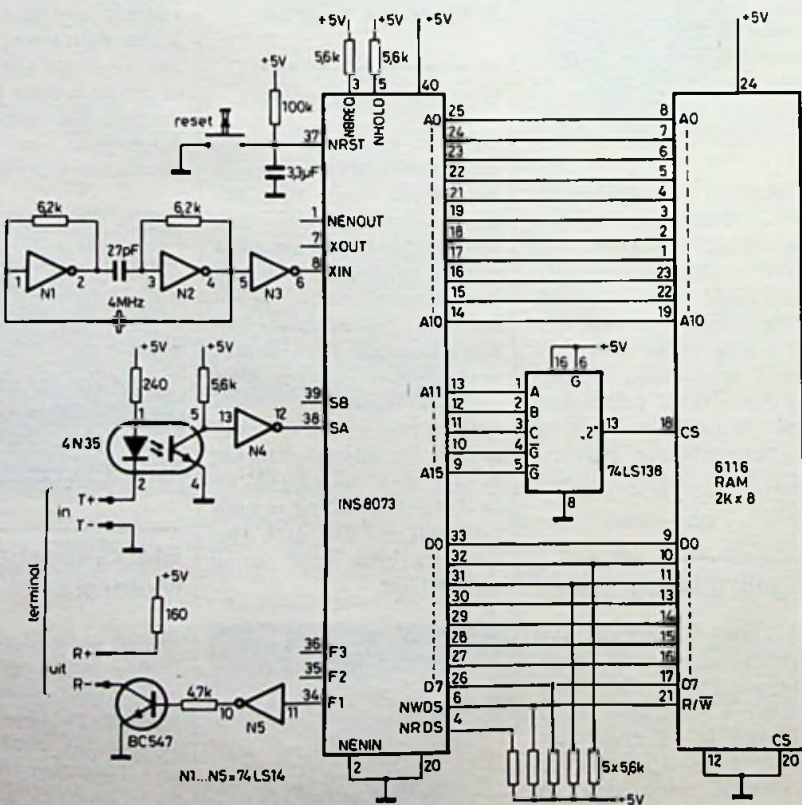 +5V +5V +5V +5V
5,6k 5,6k
3 5 40 24
+5V
100k
reset
37 NRST
NBREQ
NHOLD
3,3µF
1 NENOUT
7 XOUT
8 XIN
6,2k 6,2k
27pF
1 2 3 4 5 6
N1 N2 N3
4MHz
+5V +5V
240 5,6k
1 5 13 12
39 SB
38 SA
N4
4N35
2 4
in
T+
T-
INS8073
+5V
terminal
160
R+
uit
R-
36 F3
35 F2
34 F1
4,7k
10 11
N5
BC547
N1...N5=74LS14
NENIN
2 20
A0 25 8 A0
24 7
23 6
22 5
21 4
19 3
18 2
17 1
16 23
15 22
A10 14 19 A10
+5V
16 6
G
A11 13 1 A
12 2 B
11 3 C
10 4 G
A15 9 5 G
„2" 13 18 CS
74LS138
8
6116
RAM
2K x 8
D0 33 9 D0
32 10
31 11
30 13
29 14
28 15
27 16
D7 26 17 D7
NWDS 6 21 R/W
NRDS 4
5x5,6k
+5V
CS
12 20